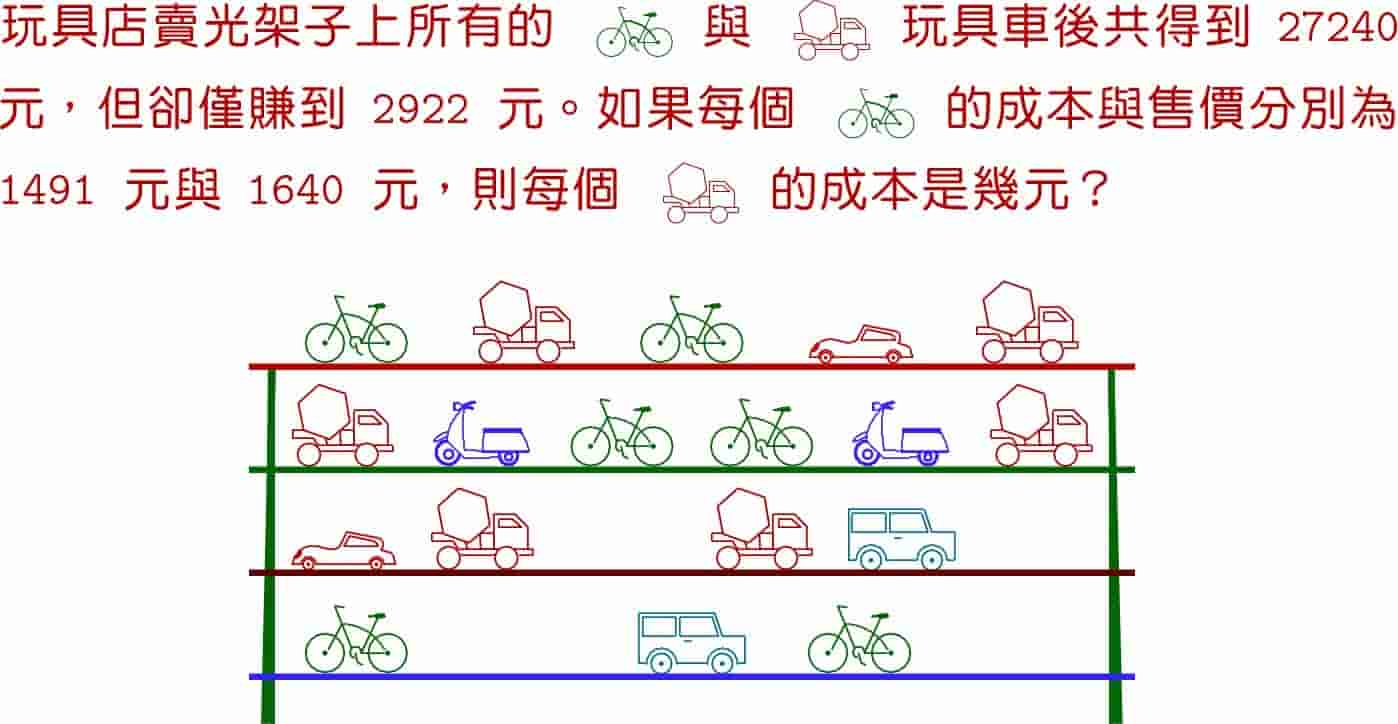 玩具店賣光架子上所有的 與 玩具車後共得到 27240
元，但卻僅賺到 2922 元。如果每個 的成本與售價分別為
1491 元與 1640 元，則每個 的成本是幾元？